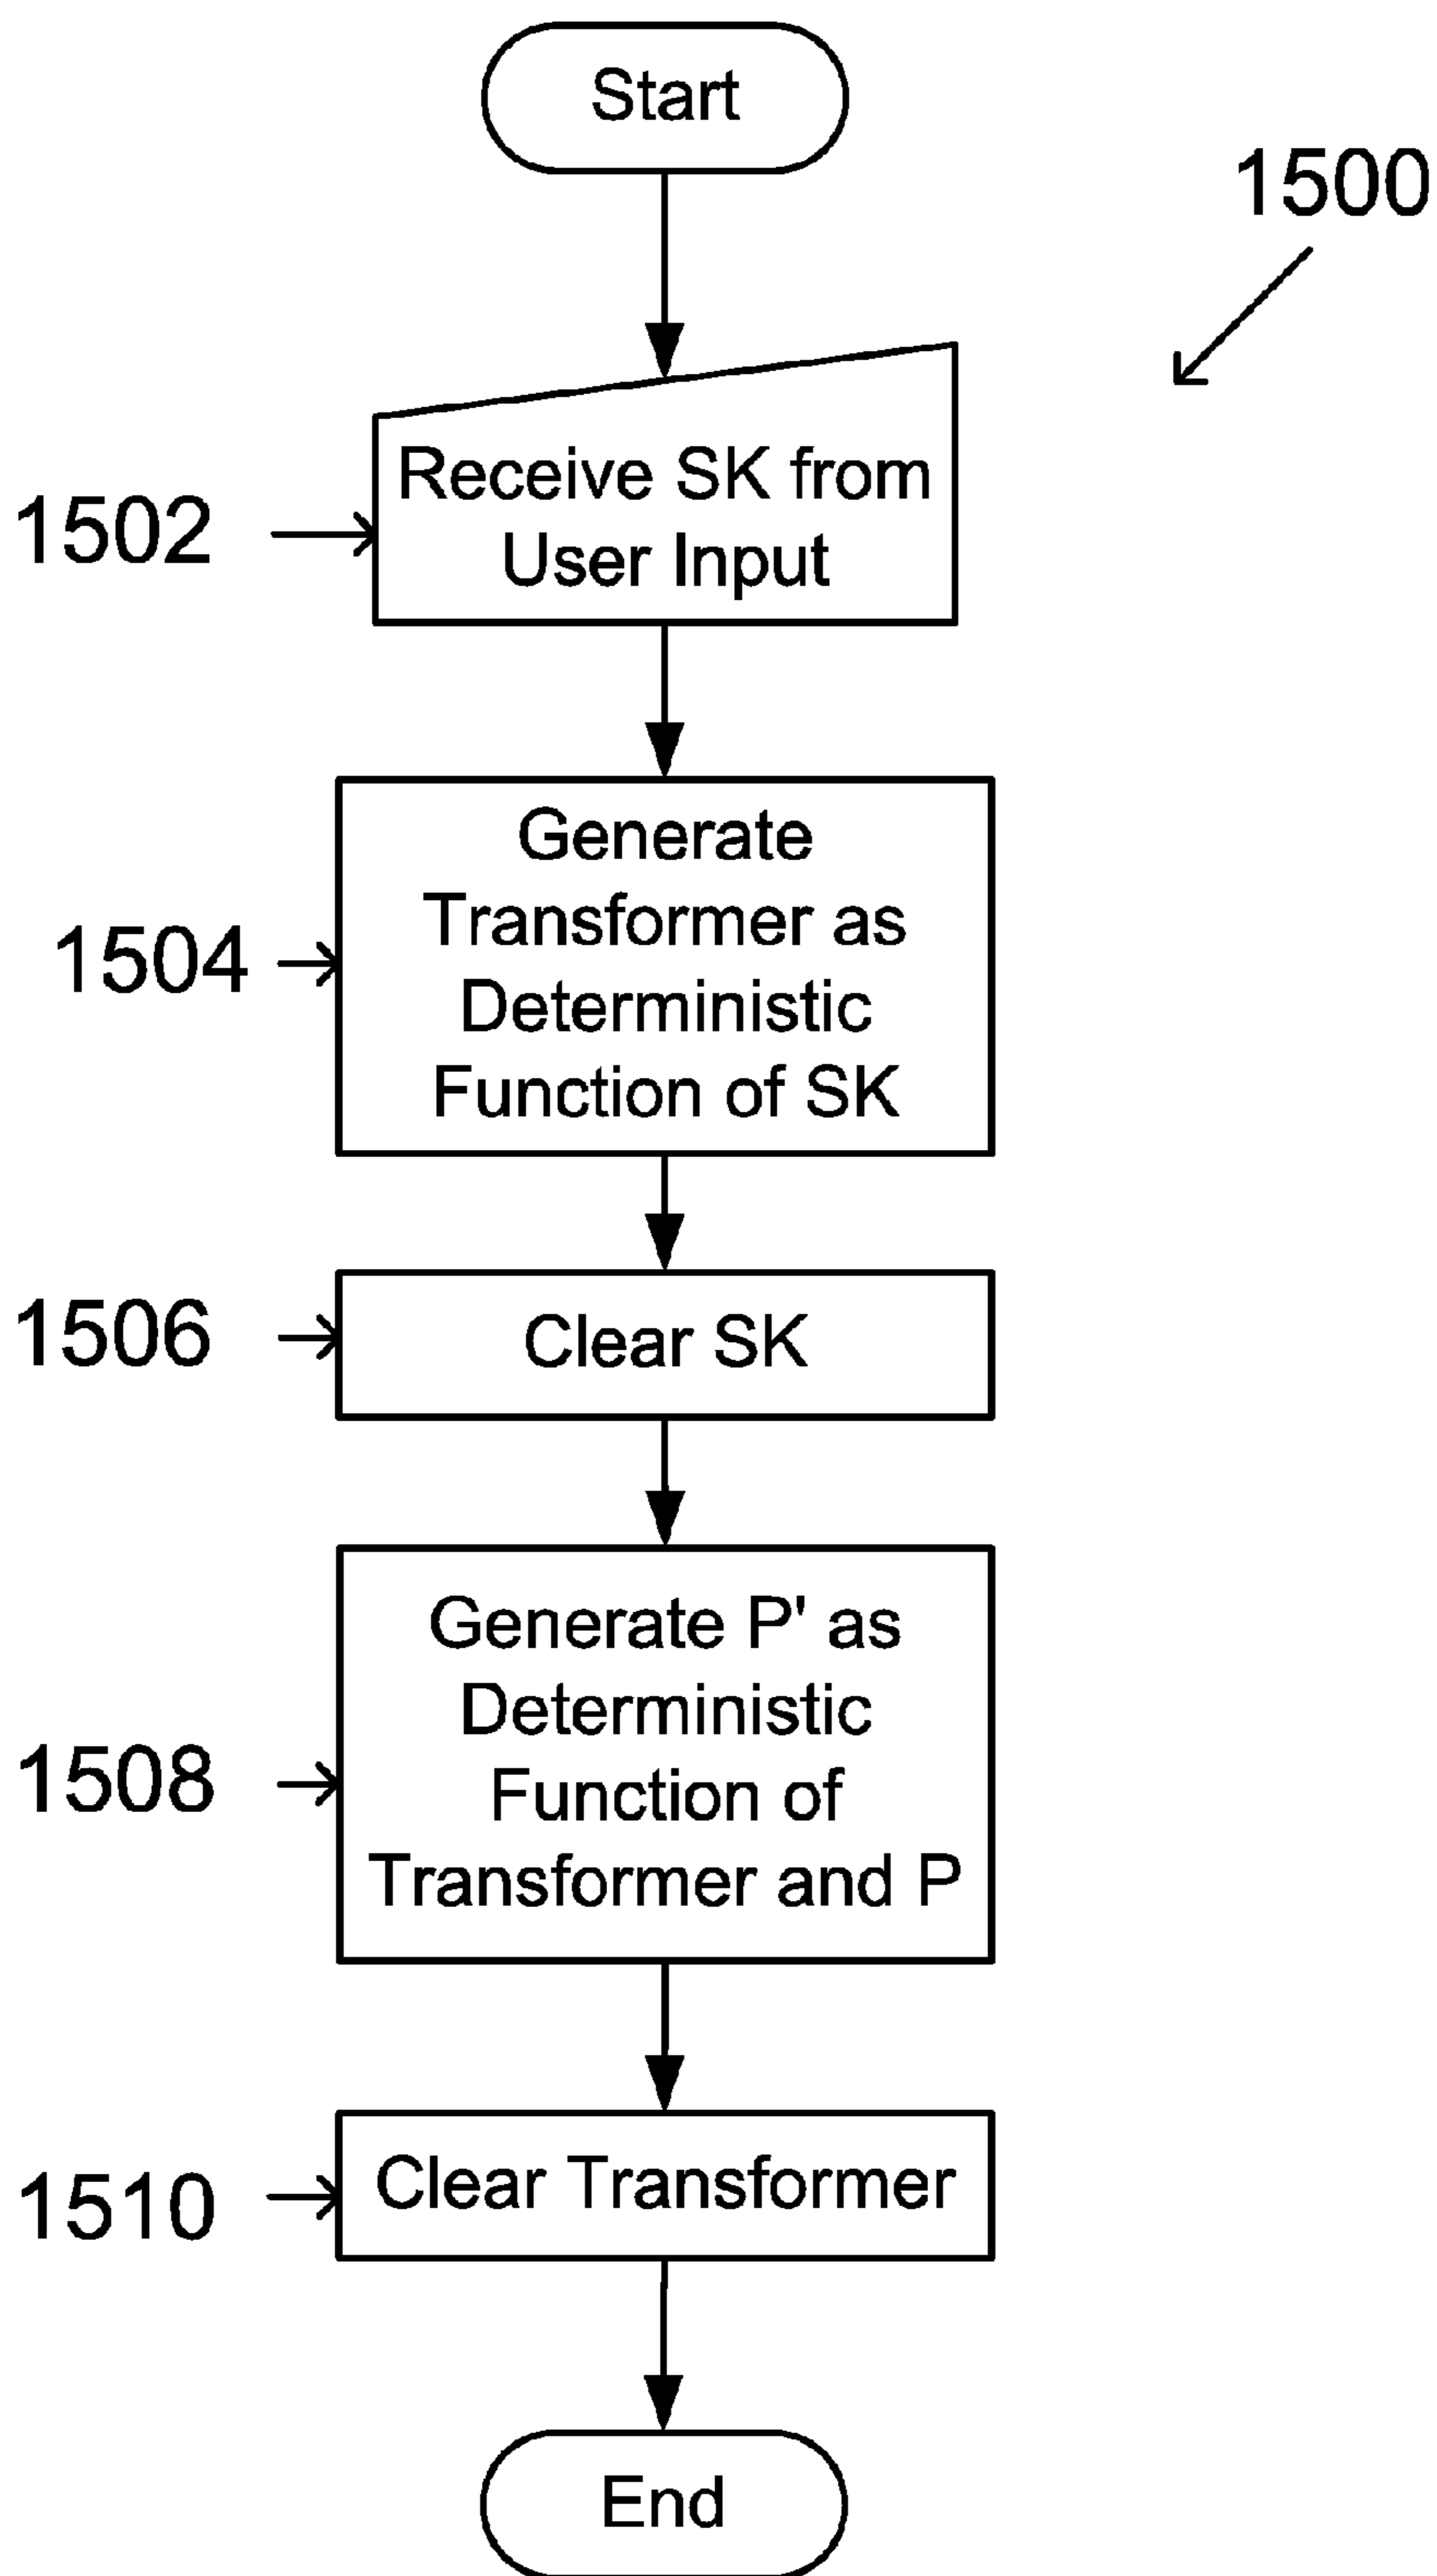 Start
1500
Receive SK from
User Input
1502
Generate
Transformer as
Deterministic
Function of SK
1504
Clear SK
1506
Generate P' as
Deterministic
Function of
Transformer and P
1508
Clear Transformer
1510
End